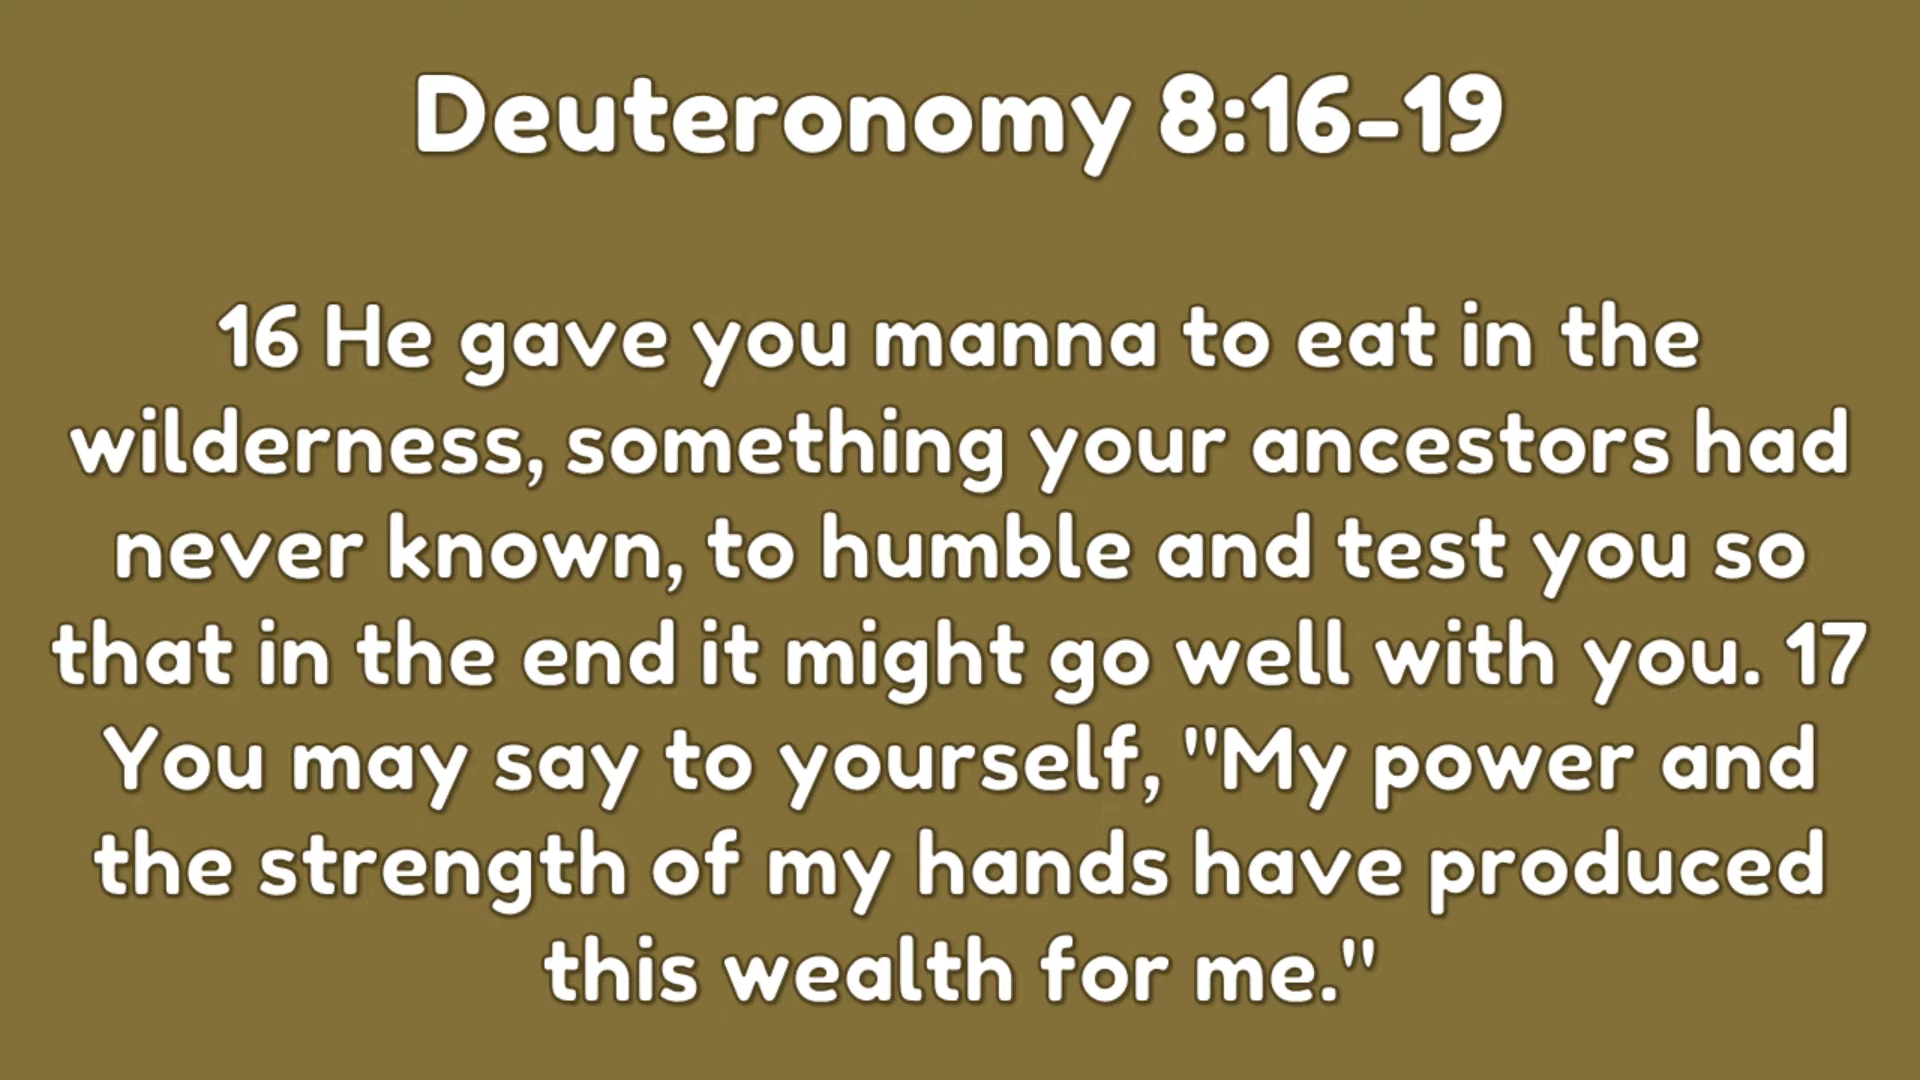 Deuteronomy 8:16-19
16 He gave you manna to eat in the
wilderness, something your ancestors had
never known, to humble and test you so
that in the end it might go well with you. 17
You may say to yourself, "My power and
the strength of my hands have produced
this wealth for me."